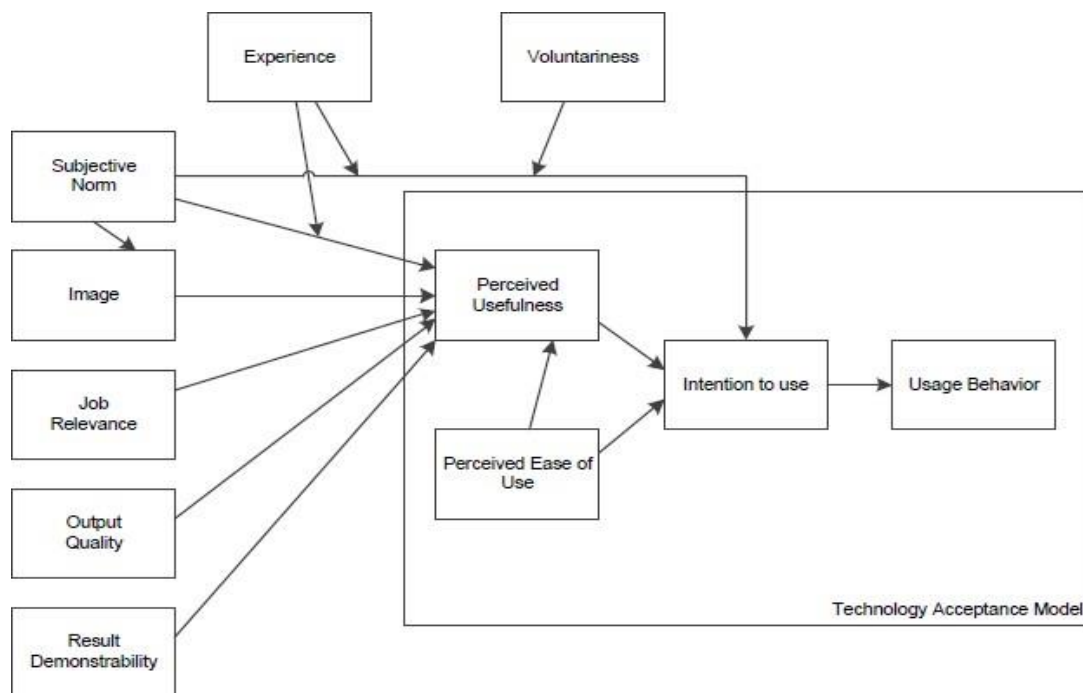 Experience
Voluntariness
Subjective
Norm
Image
Perceived
Usefulness
Job
Relevance
Intention to use
Usage Behavior
Perceived Ease of
Use
Output
Quality
Technology Acceptance Model
Result
Demonstrability